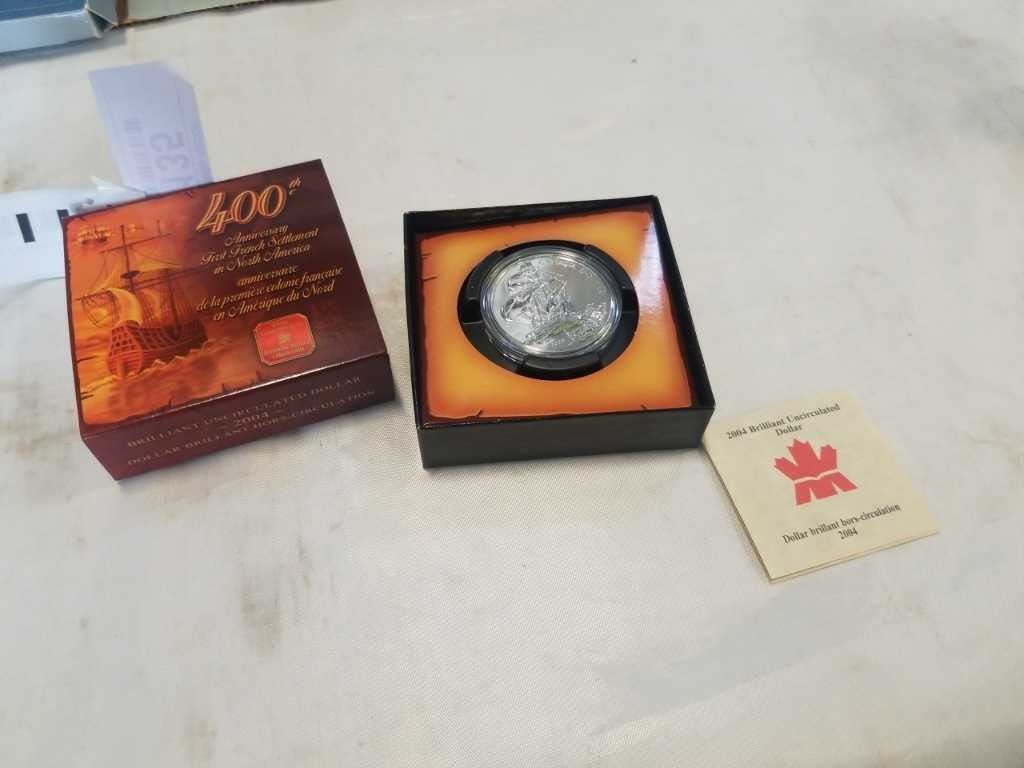 400th
e
Anniversary
First French Settlement
in North America
anniversaire
de la première colonie française
en Amérique du Nord
BRILLIANT UNCIRCULATED DOLLAR
2004
DOLLAR BRILLANT HORS-CIRCULATION
2004 Brilliant Uncirculated
Dollar
Dollar brillant hors-circulation
2004